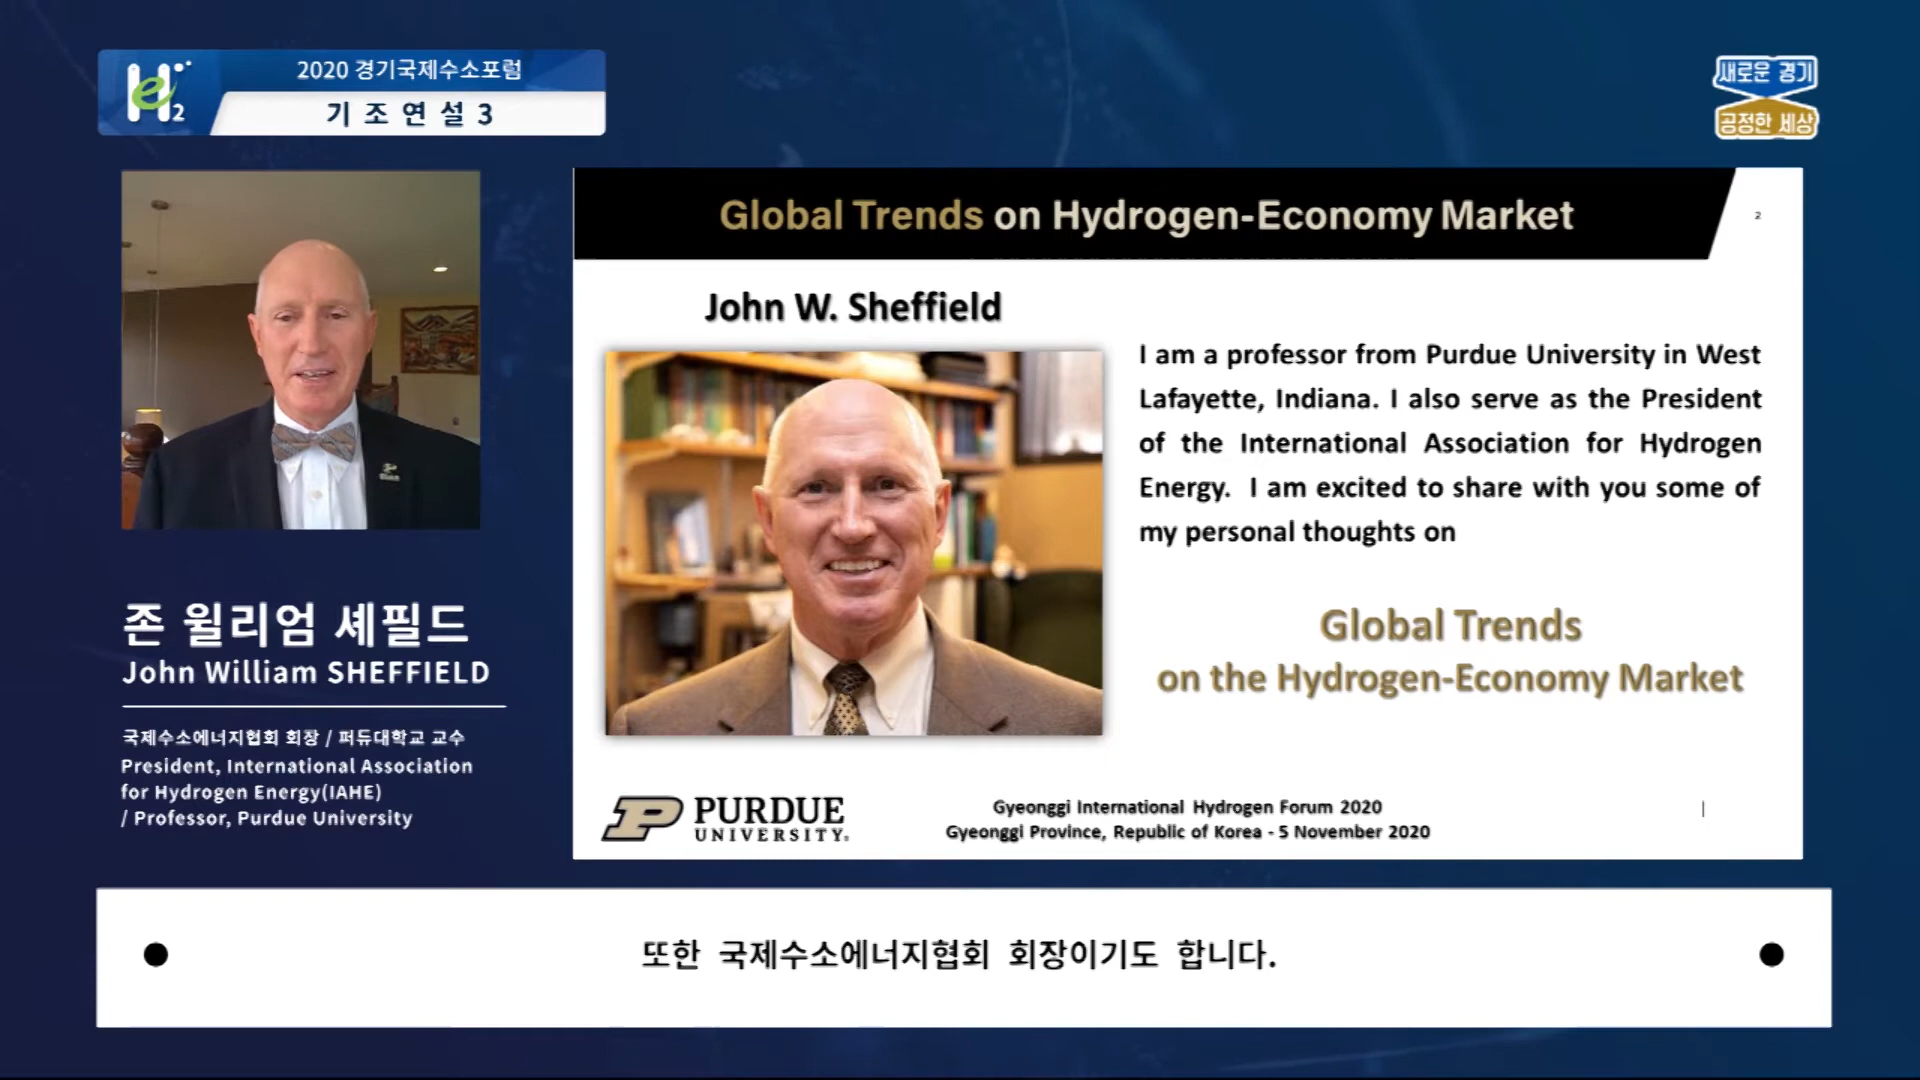 He2
2020 경기국제수소포럼
기조연설3
새로운 경기
공정한 세상
Global Trends on Hydrogen-Economy Market
2
John W. Sheffield
I am a professor from Purdue University in West
Lafayette, Indiana. I also serve as the President
of the International Association for Hydrogen
Energy. I am excited to share with you some of
my personal thoughts on
Global Trends
on the Hydrogen-Economy Market
P PURDUE
UNIVERSITY®
Gyeonggi International Hydrogen Forum 2020
Gyeonggi Province, Republic of Korea - 5 November 2020
존 윌리엄 셰필드
John William SHEFFIELD
국제수소에너지협회 회장 / 퍼듀대학교 교수
President, International Association
for Hydrogen Energy(IAHE)
/ Professor, Purdue University
또한 국제수소에너지협회 회장이기도 합니다.